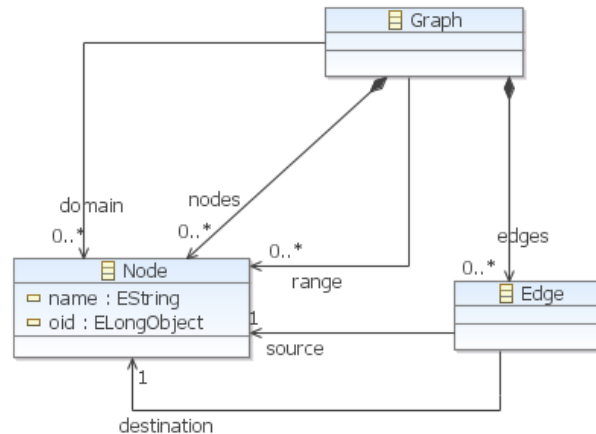 Graph
nodes
domain
0..*
0..*
edges
0..*
range
0..*
Node
name : EString
oid : ELongObject
Edge
1
source
1
destination